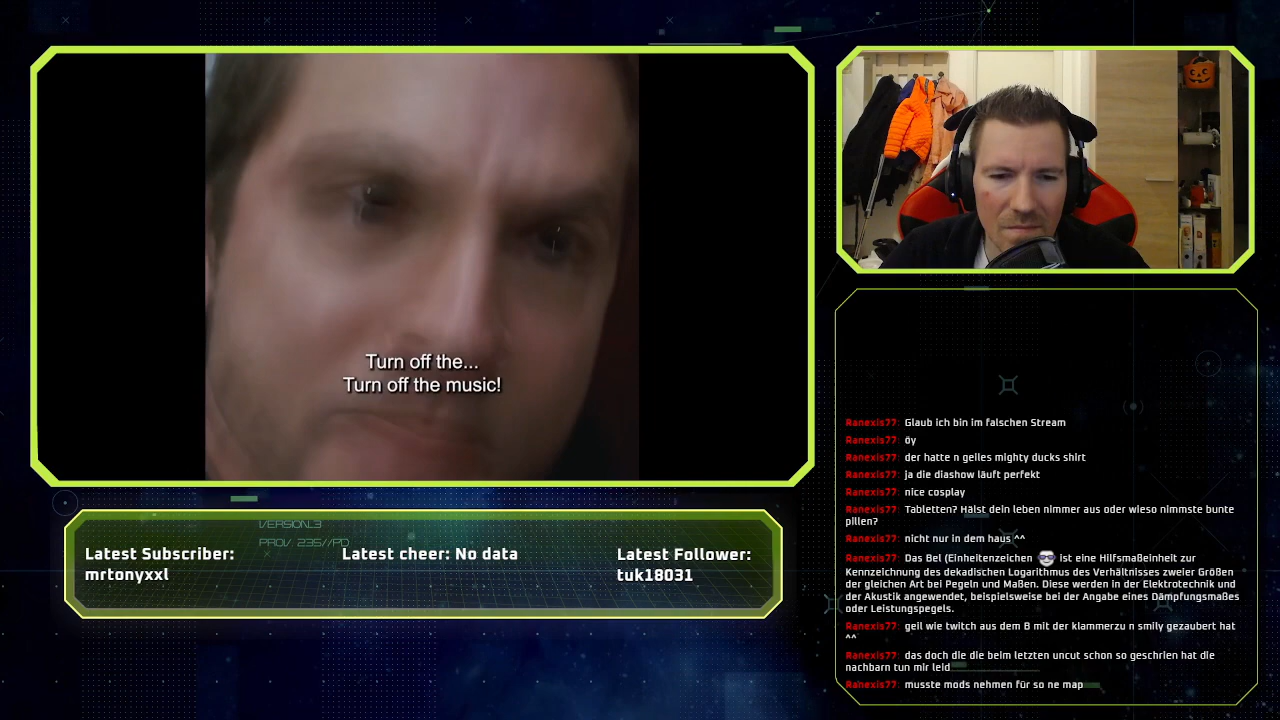 Turn off the...
Turn off the music!
VERSION_3
PROV. 235//PD
Latest Subscriber:
mrtonyxxl
Latest cheer: No data
Latest Follower:
tuk18031
Ranexis77: Glaub ich bin im falschen Stream
Ranexis77: öy
Ranexis77: der hatte n geiles mighty ducks shirt
Ranexis77: ja die diashow läuft perfekt
Ranexis77: nice cosplay
Ranexis77: Tabletten? Hälst dein leben nimmer aus oder wieso nimmste bunte
pillen?
Ranexis77: nicht nur in dem haus ^^
Ranexis77: Das Bel (Einheitenzeichen ist eine Hilfsmaßeinheit zur
Kennzeichnung des dekadischen Logarithmus des Verhältnisses zweier Größen
der gleichen Art bei Pegeln und Maßen. Diese werden in der Elektrotechnik und
der Akustik angewendet, beispielsweise bei der Angabe eines Dämpfungsmaßes
oder Leistungspegels.
Ranexis77: geil wie twitch aus dem B mit der klammerzu n smily gezaubert hat
^^
Ranexis77: das doch die die beim letzten uncut schon so geschrien hat die
nachbarn tun mir leid
Ranexis77: musste mods nehmen für so ne map